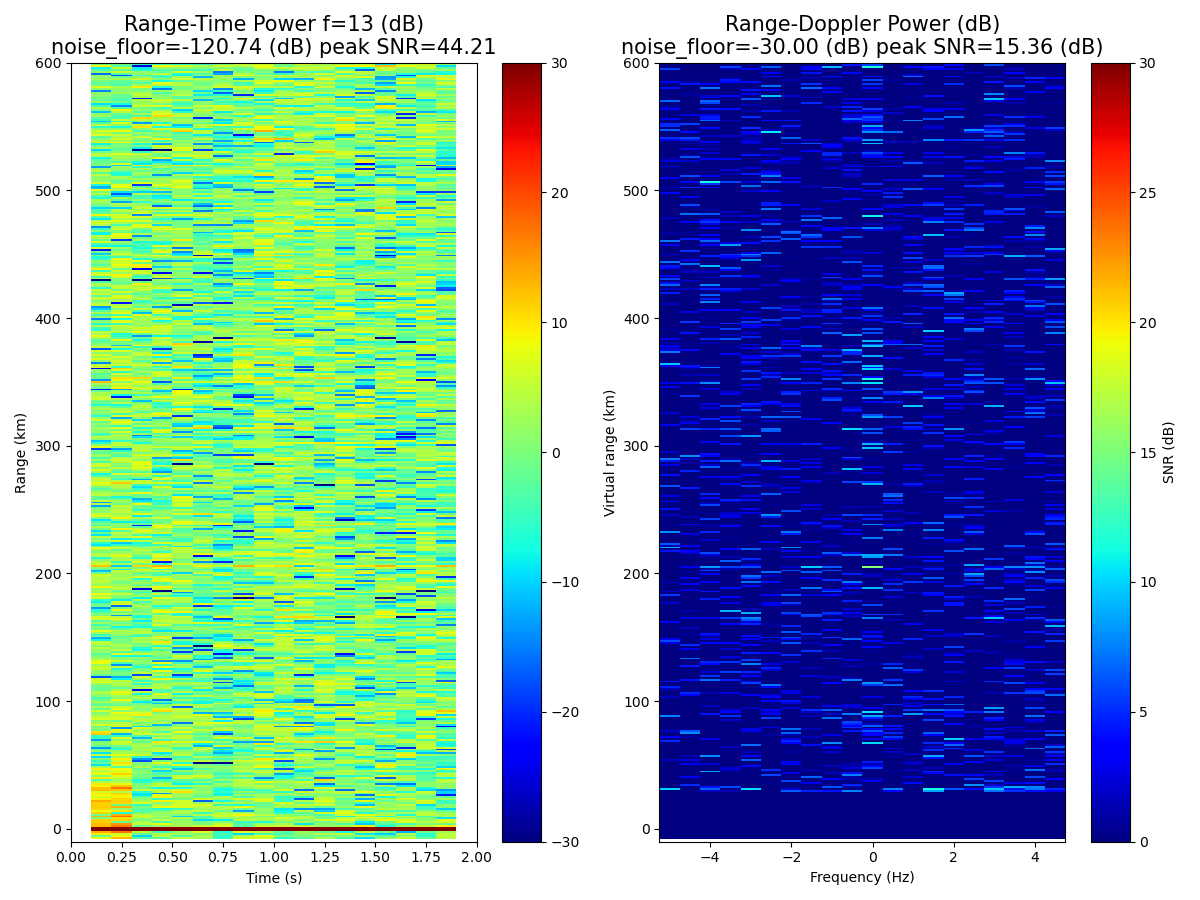 Range-Time Power f=13 (dB)
noise_floor=-120.74 (dB) peak SNR=44.21
Range-Doppler Power (dB)
noise_floor=-30.00 (dB) peak SNR=15.36 (dB)
600
500
400
300
200
100
0
Range (km)
0.00 0.25 0.50 0.75 1.00 1.25 1.50 1.75 2.00
Time (s)
30
20
10
0
−10
−20
−30
600
500
400
300
200
100
0
Virtual range (km)
−4 −2 0 2 4
Frequency (Hz)
30
25
20
15
10
5
0
SNR (dB)